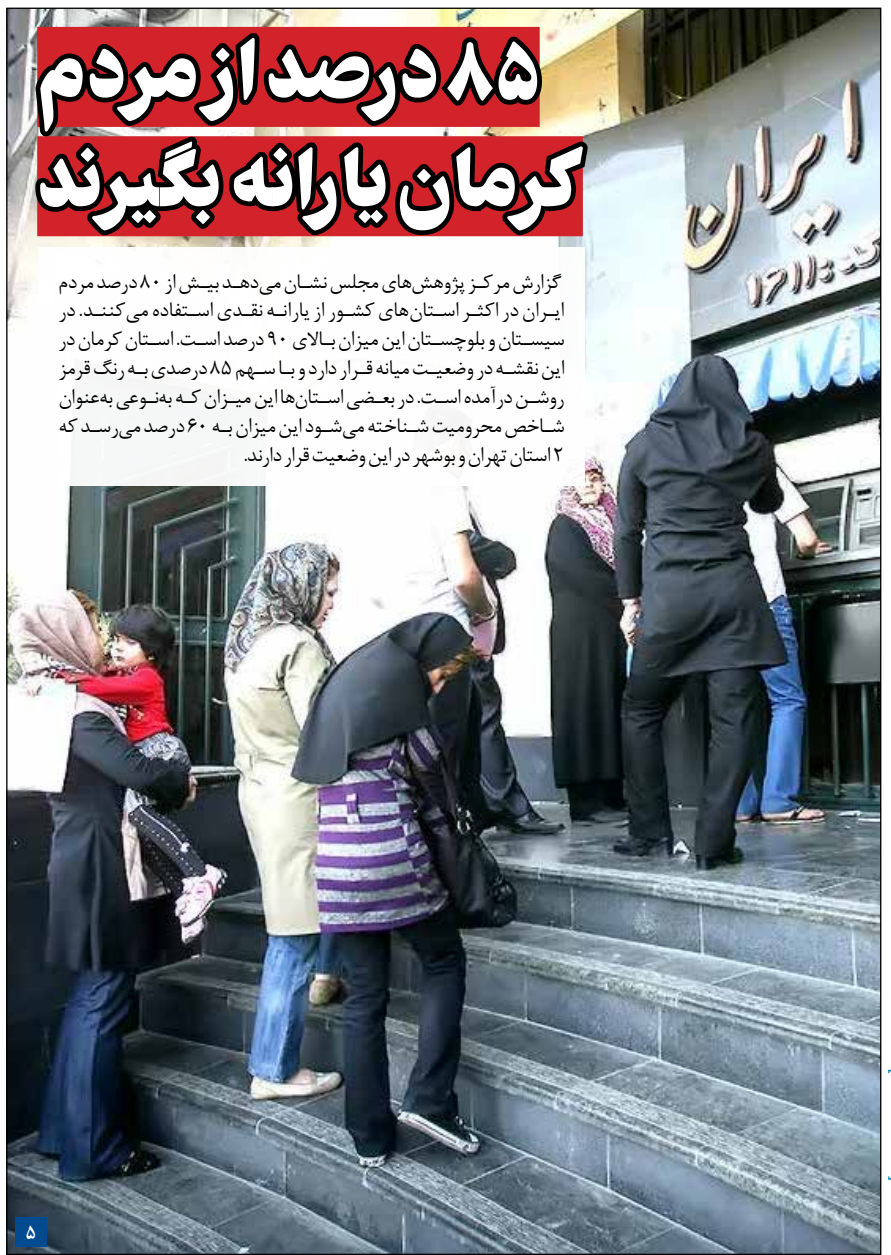 ۸۵ درصد از مردم
کرمان یارانه بگیرند
گزارش مرکز پژوهش‌های مجلس نشان می‌دهد بیش از ۸۰ درصد مردم
ایران در اکثر استان‌های کشور از یارانه نقدی استفاده می‌کنند. در
سیستان و بلوچستان این میزان بالای ۹۰ درصد است. استان کرمان در
این نقشه در وضعیت میانه قرار دارد و با سهم ۸۵ درصدی به رنگ قرمز
روشن درآمده است. در بعضی استان‌ها این میزان که به‌نوعی به‌عنوان
شاخص محرومیت شناخته می‌شود این میزان به ۶۰ درصد می‌رسد که
۲ استان تهران و بوشهر در این وضعیت قرار دارند.
ایران
۵